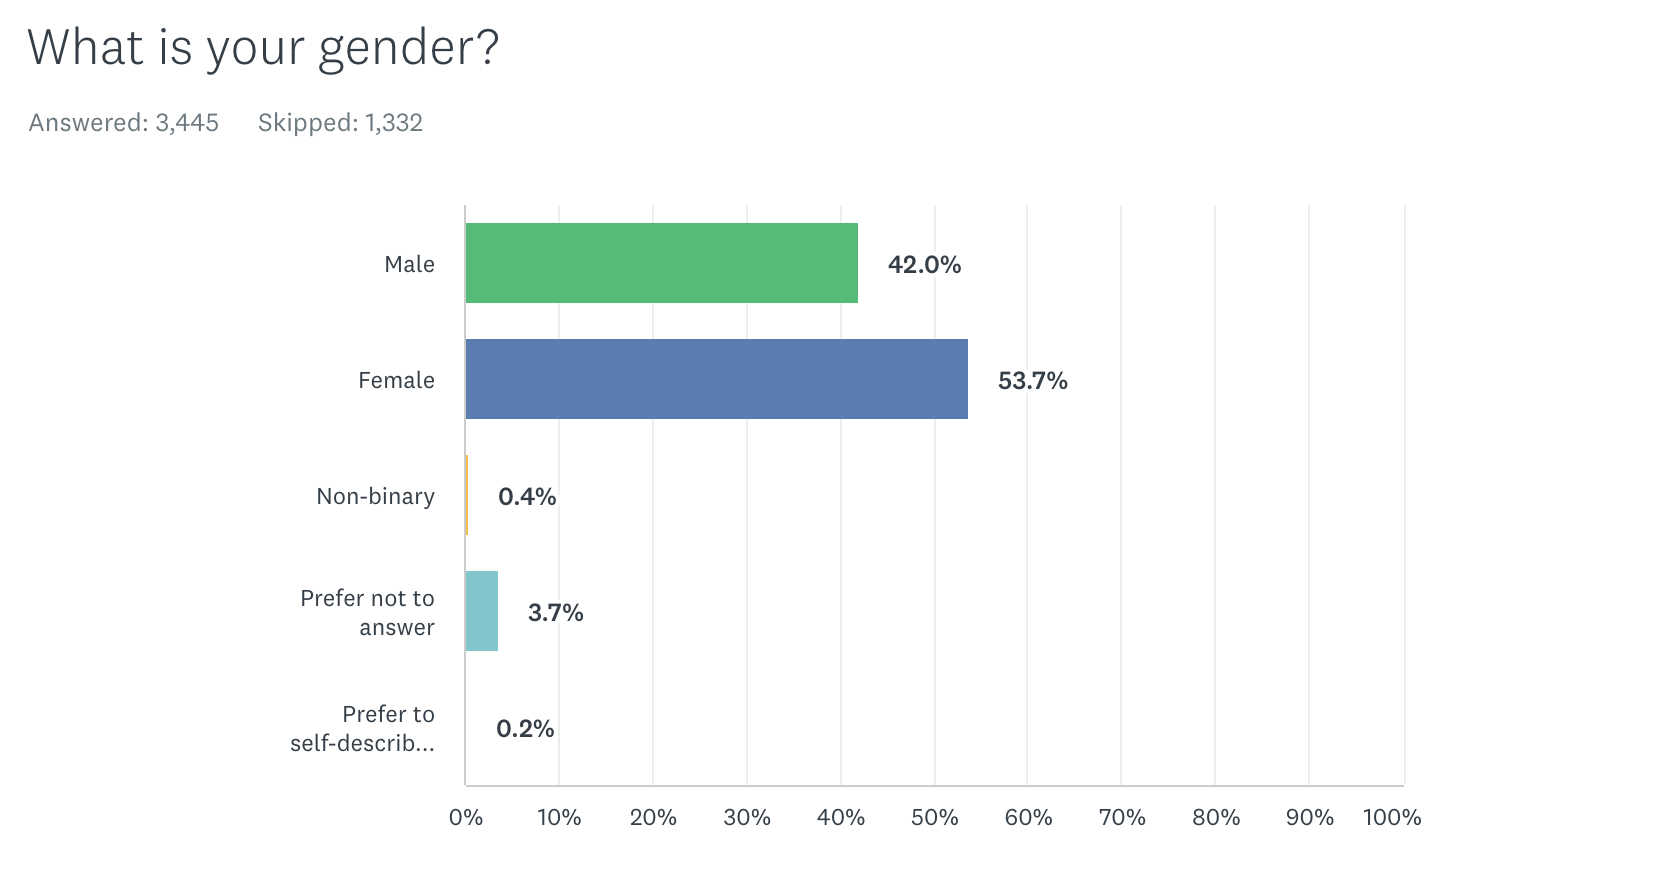 What is your gender?
Answered: 3,445 Skipped: 1,332
Male 42.0%
Female 53.7%
Non-binary 0.4%
Prefer not to
answer
3.7%
Prefer to
self-describ...
0.2%
0% 10% 20% 30% 40% 50% 60% 70% 80% 90% 100%